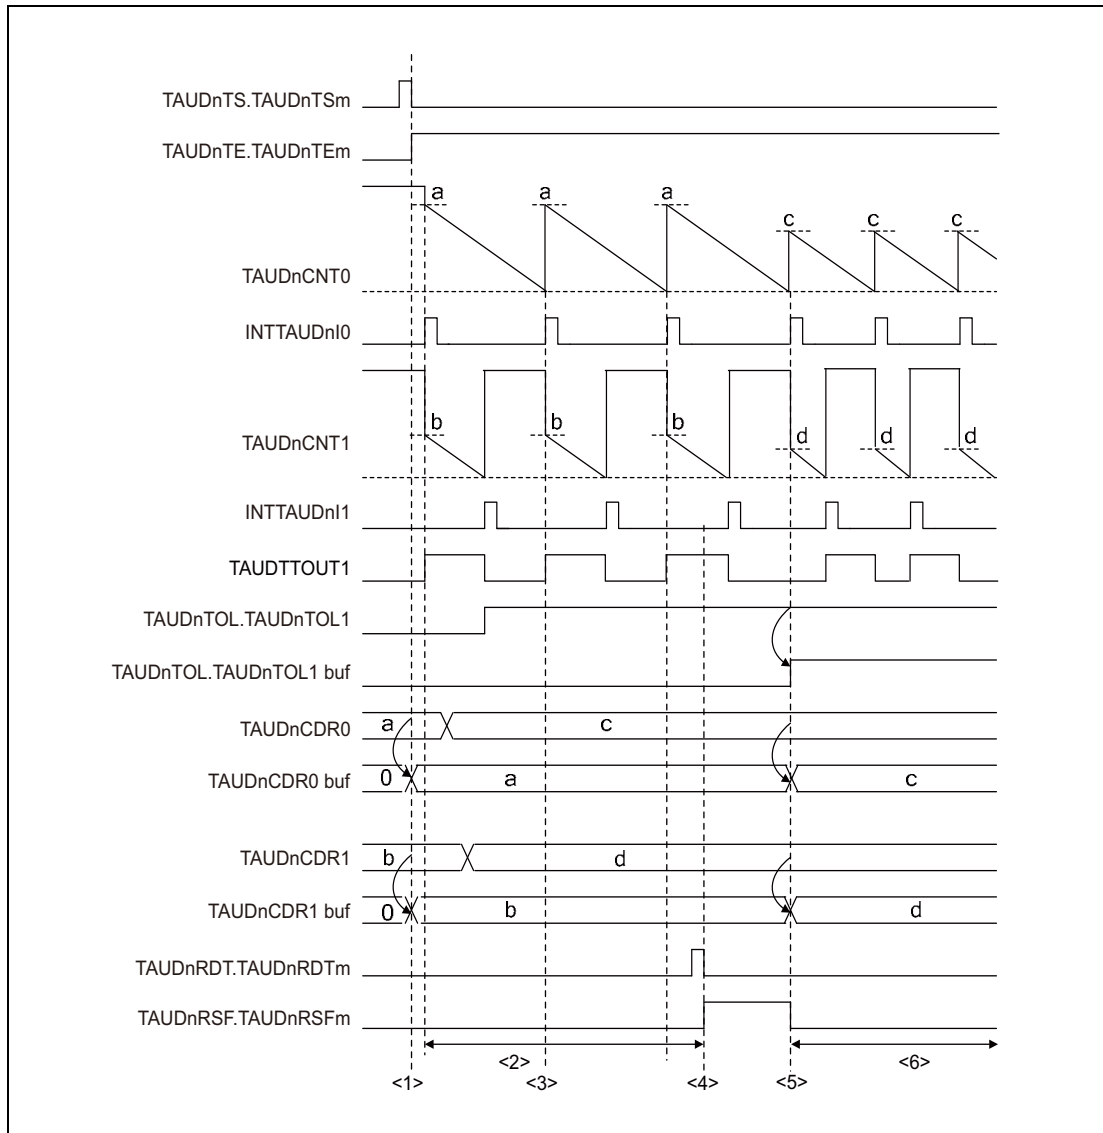 TAUDnTS.TAUDnTSm
TAUDnTE.TAUDnTEm
a a a c c c
TAUDnCNT0
INTTAUDnI0
b b b d d d
TAUDnCNT1
INTTAUDnI1
TAUDTTOUT1
TAUDnTOL.TAUDnTOL1
TAUDnTOL.TAUDnTOL1 buf
TAUDnCDR0 a c
TAUDnCDR0 buf 0 a c
TAUDnCDR1 b d
TAUDnCDR1 buf 0 b d
TAUDnRDT.TAUDnRDTm
TAUDnRSF.TAUDnRSFm
<2> <6>
<1> <3> <4> <5>